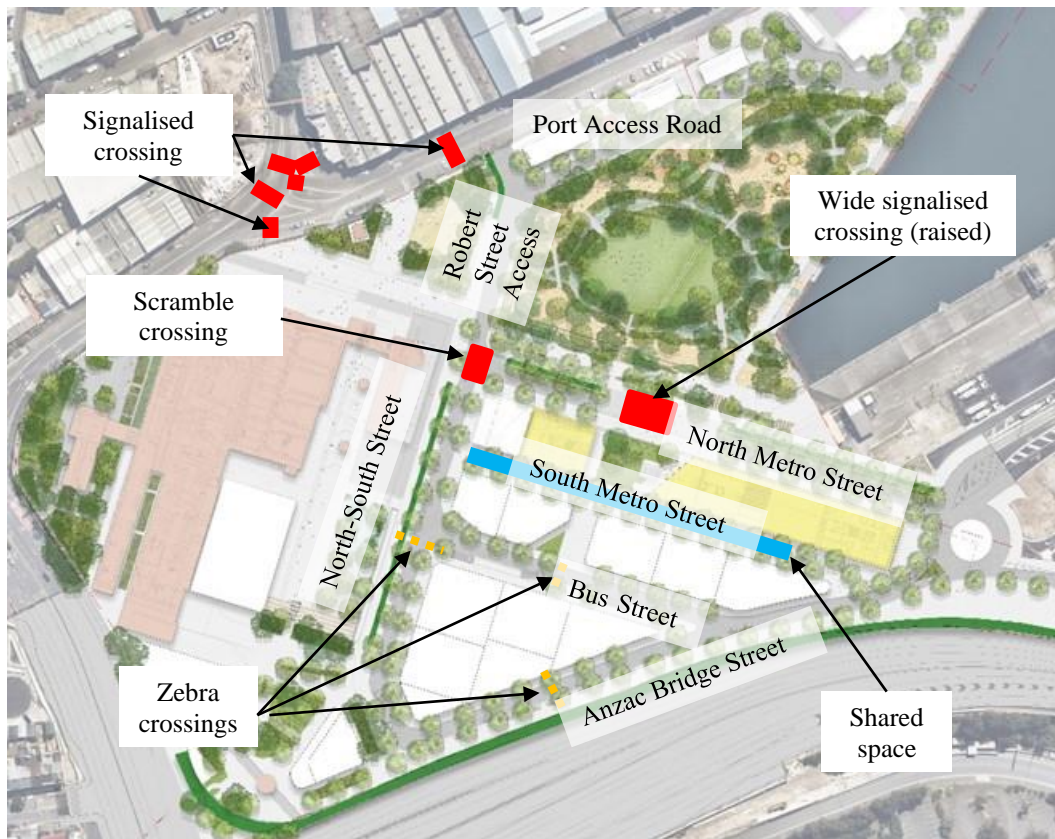 Signalised
crossing
Port Access Road
Wide signalised
crossing (raised)
Robert
Street
Access
Scramble
crossing
North-South Street
North Metro Street
South Metro Street
Bus Street
Anzac Bridge Street
Zebra
crossings
Shared
space